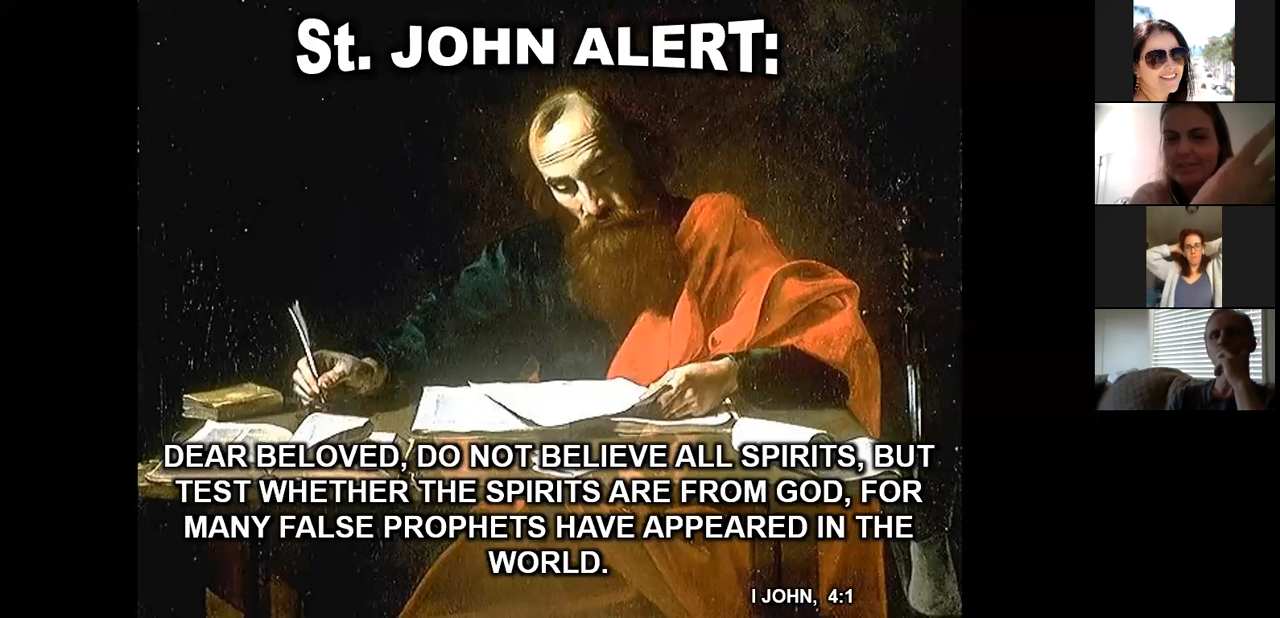 St. JOHN ALERT:
DEAR BELOVED, DO NOT BELIEVE ALL SPIRITS, BUT
TEST WHETHER THE SPIRITS ARE FROM GOD, FOR
MANY FALSE PROPHETS HAVE APPEARED IN THE
WORLD.
I JOHN, 4:1